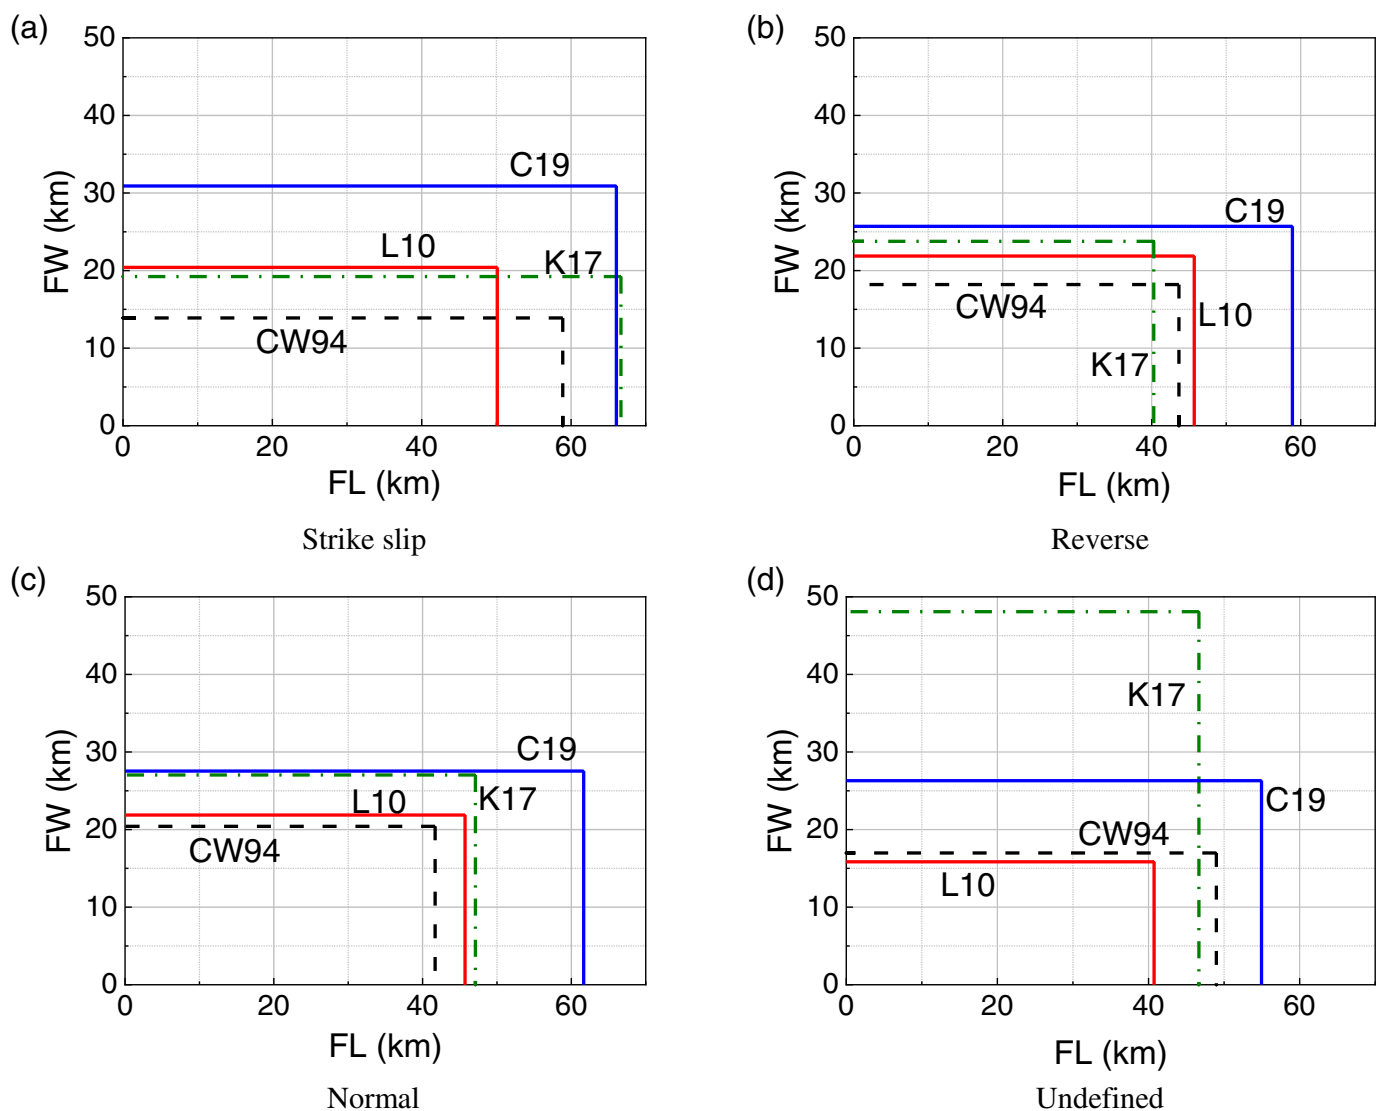 (a)
50
40
30
20
10
0
FW (km)
C19
L10
K17
CW94
0 20 40 60
FL (km)
Strike slip
(b)
50
40
30
20
10
0
FW (km)
C19
CW94
L10
K17
0 20 40 60
FL (km)
Reverse
(c)
50
40
30
20
10
0
FW (km)
C19
L10
K17
CW94
0 20 40 60
FL (km)
Normal
(d)
50
40
30
20
10
0
FW (km)
K17
C19
CW94
L10
0 20 40 60
FL (km)
Undefined